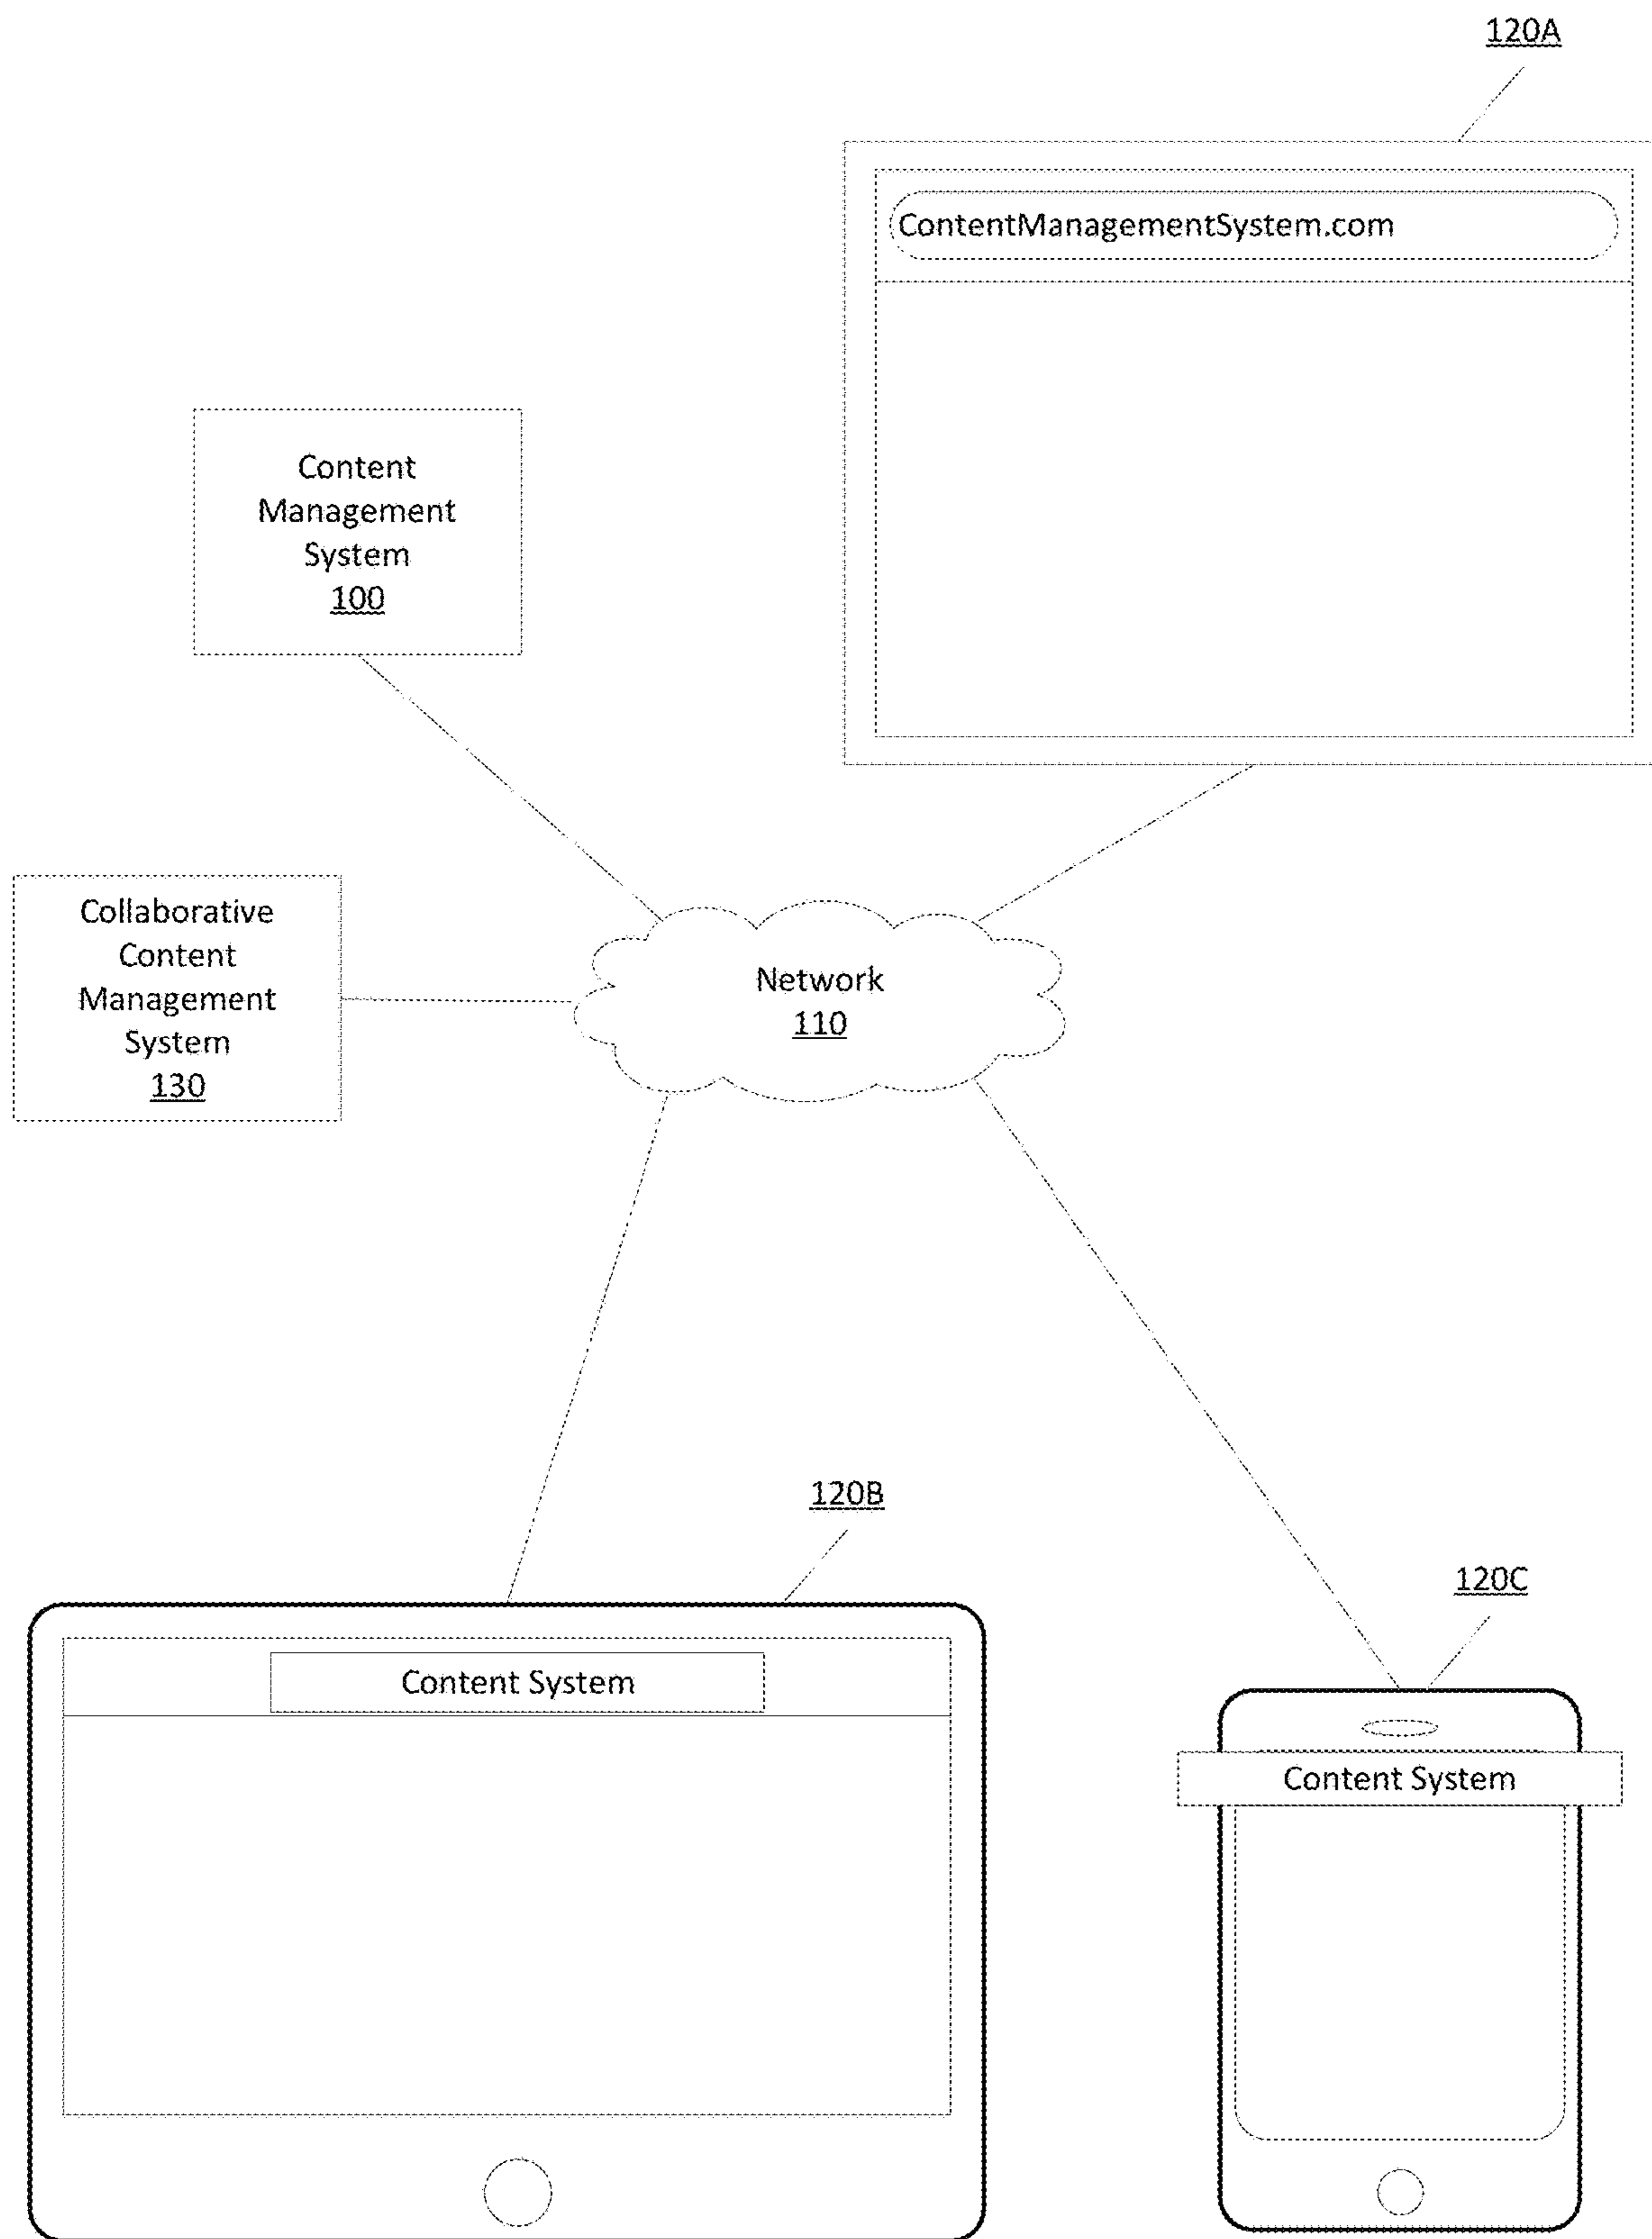 120A
ContentManagementSystem.com
Content
Management
System
100
Collaborative
Content
Management
System
130
Network
110
120B
Content System
120C
Content System